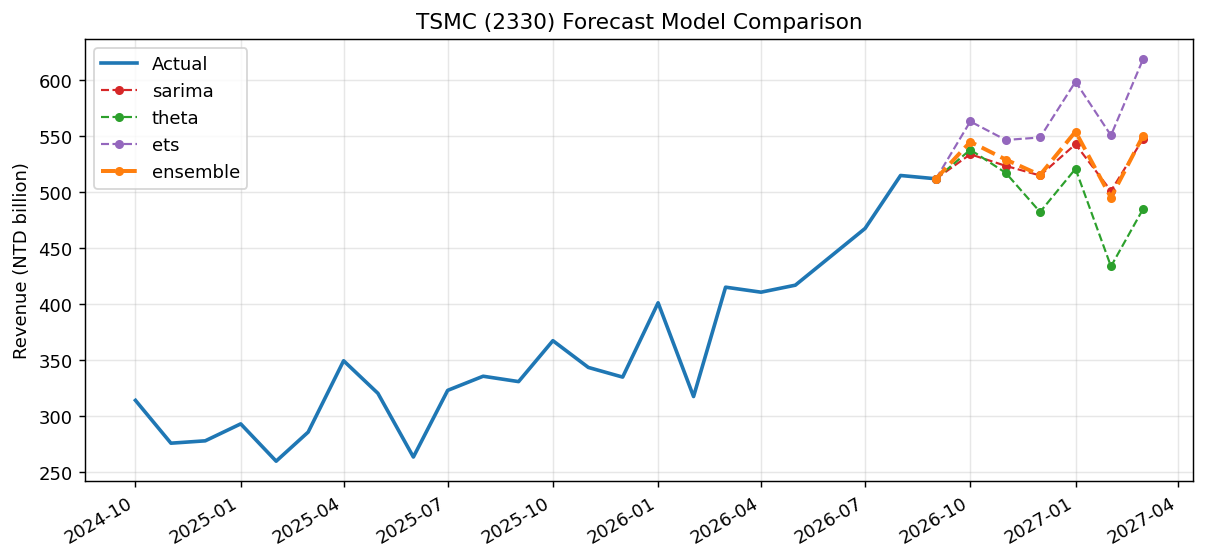 TSMC (2330) Forecast Model Comparison
Actual
sarima
theta
ets
ensemble
Revenue (NTD billion)
600
550
500
450
400
350
300
250
2024-10
2025-01
2025-04
2025-07
2025-10
2026-01
2026-04
2026-07
2026-10
2027-01
2027-04